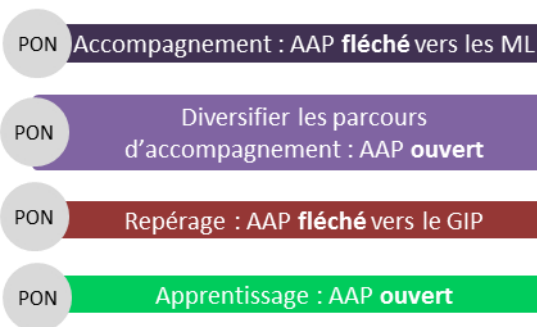 PON Accompagnement : AAP fléché vers les ML
PON
Diversifier les parcours
d'accompagnement : AAP ouvert
PON Repérage : AAP fléché vers le GIP
PON Apprentissage : AAP ouvert